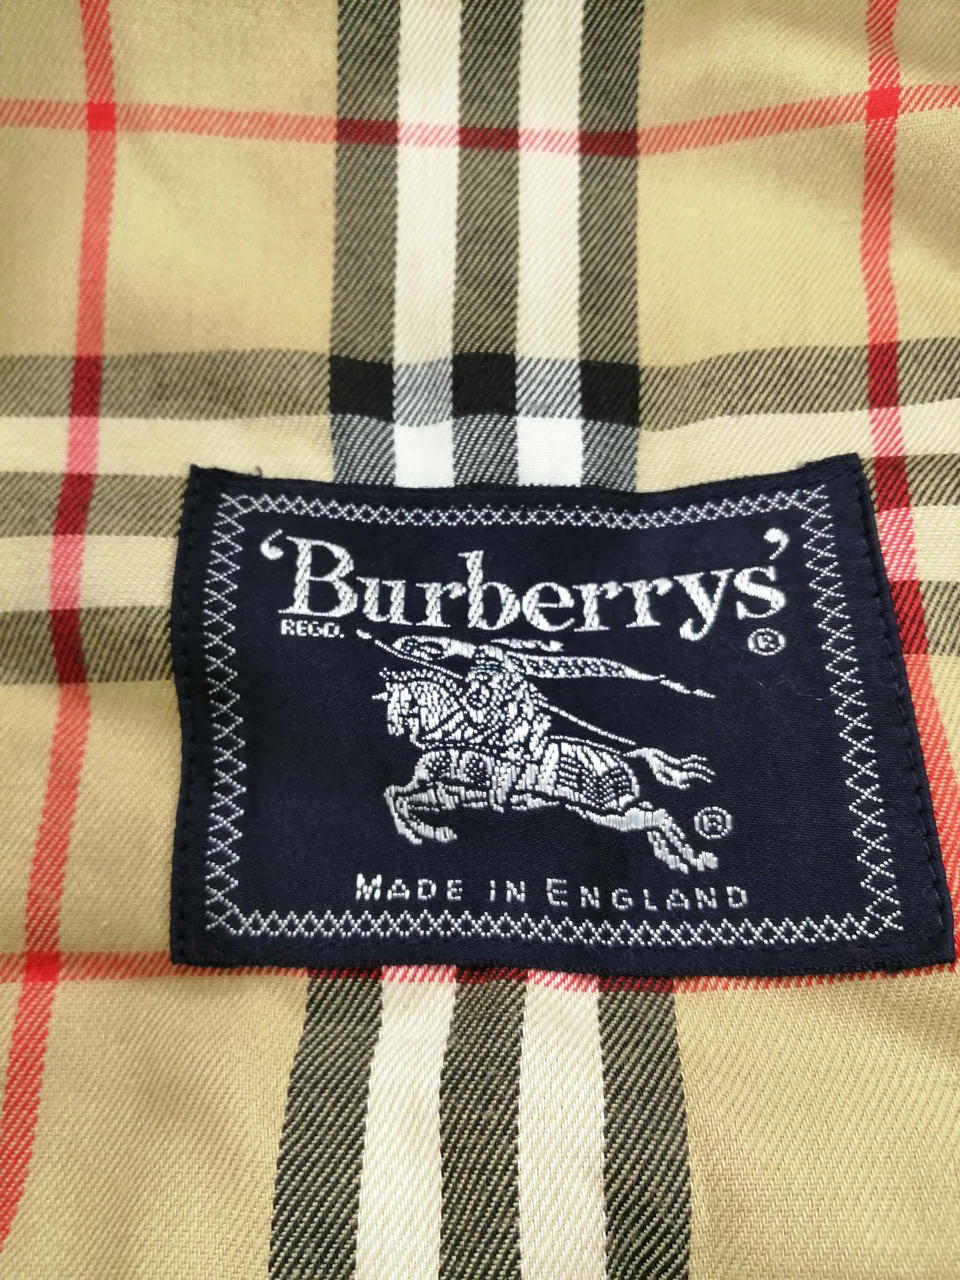 ‘Burberrys’
REGD. ®
®
MADE IN ENGLAND